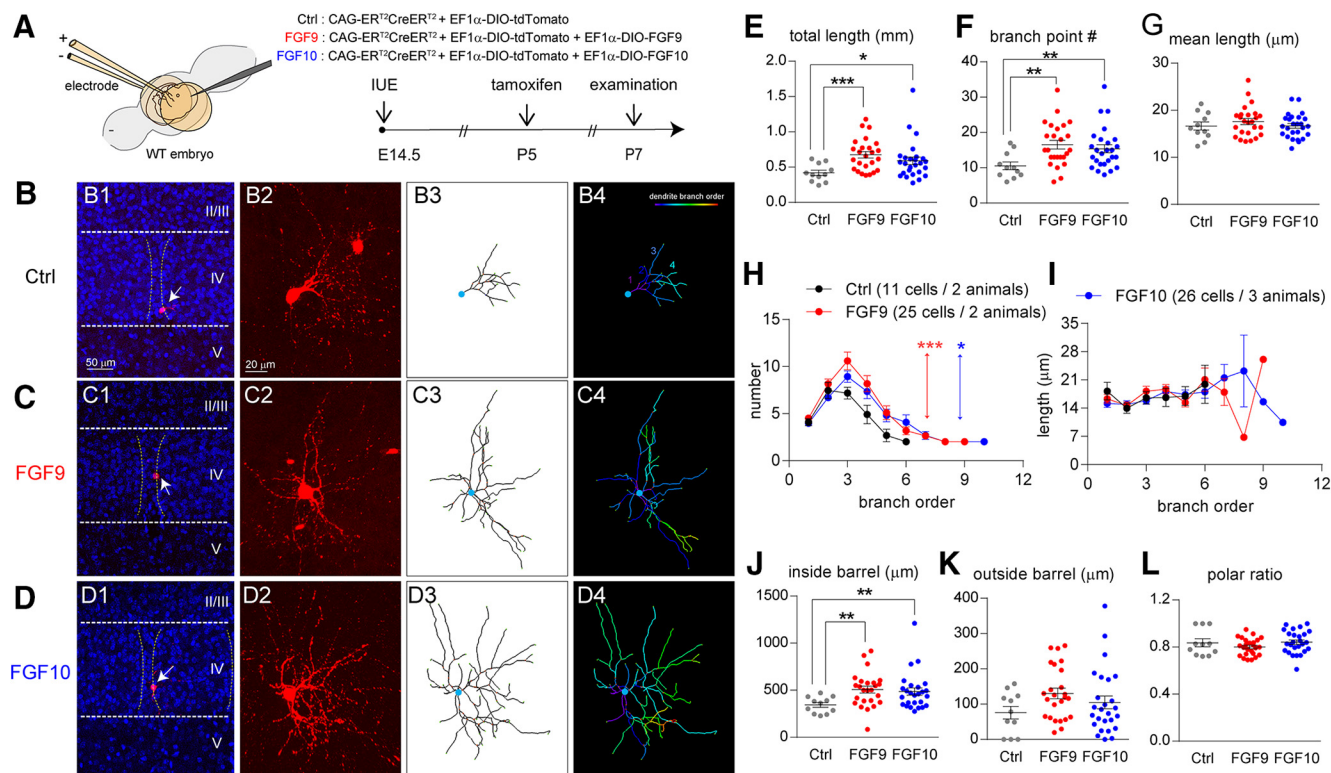 A
Ctrl : CAG-ERT2CreERT2 + EF1α-DIO-tdTomato
FGF9 : CAG-ERT2CreERT2 + EF1α-DIO-tdTomato + EF1α-DIO-FGF9
FGF10 : CAG-ERT2CreERT2 + EF1α-DIO-tdTomato + EF1α-DIO-FGF10
+
-
electrode
-
WT embryo
IUE tamoxifen examination
E14.5 P5 P7
B
Ctrl
B1 II/III IV V
50 μm
B2
20 μm
B3
B4
dendrite branch order
1 2 3 4
C
FGF9
C1 II/III IV V
C2
C3
C4
D
FGF10
D1 II/III IV V
D2
D3
D4
E
total length (mm)
*
***
2.0
1.5
1.0
0.5
0.0
Ctrl FGF9 FGF10
F
branch point #
**
**
40
30
20
10
0
Ctrl FGF9 FGF10
G
mean length (μm)
40
30
20
10
0
Ctrl FGF9 FGF10
H
Ctrl (11 cells / 2 animals)
FGF9 (25 cells / 2 animals)
*** *
number
15
10
5
0
0 3 6 9 12
branch order
I
FGF10 (26 cells / 3 animals)
length (μm)
35
28
21
14
7
0
0 3 6 9 12
branch order
J
inside barrel (μm)
**
**
1500
1000
500
0
Ctrl FGF9 FGF10
K
outside barrel (μm)
400
300
200
100
0
Ctrl FGF9 FGF10
L
polar ratio
1.2
0.8
0.4
0.0
Ctrl FGF9 FGF10